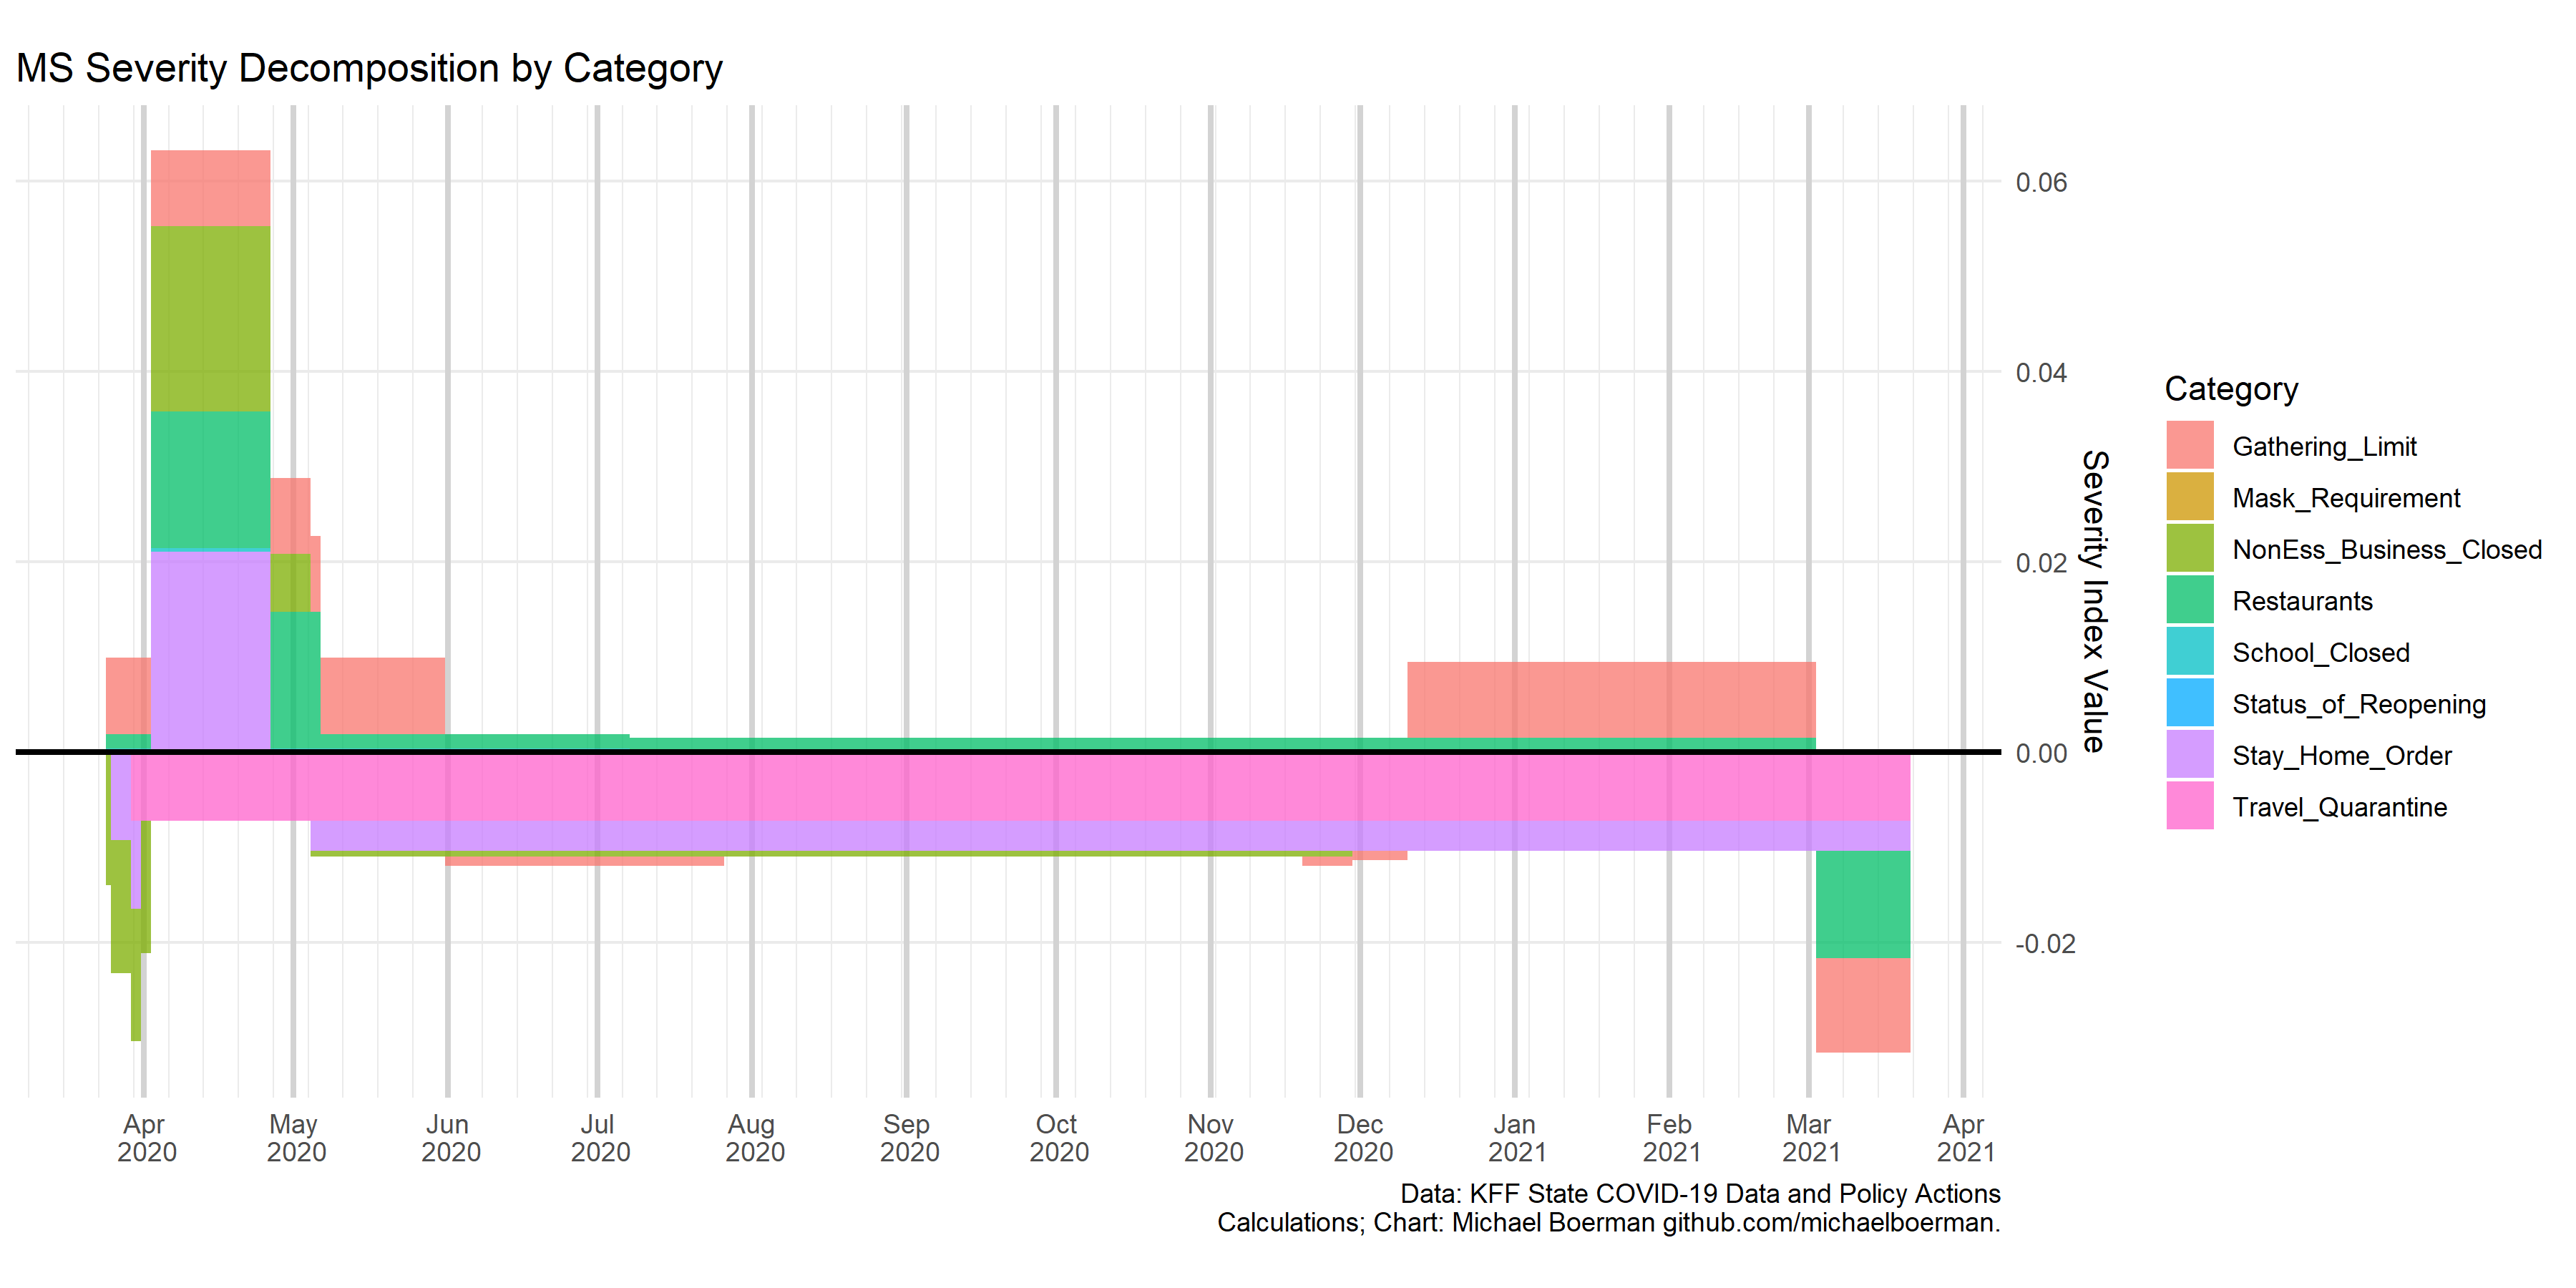 MS Severity Decomposition by Category
0.06
0.04
0.02
0.00
-0.02
Severity Index Value
Apr
2020
May
2020
Jun
2020
Jul
2020
Aug
2020
Sep
2020
Oct
2020
Nov
2020
Dec
2020
Jan
2021
Feb
2021
Mar
2021
Apr
2021
Category
Gathering_Limit
Mask_Requirement
NonEss_Business_Closed
Restaurants
School_Closed
Status_of_Reopening
Stay_Home_Order
Travel_Quarantine
Data: KFF State COVID-19 Data and Policy Actions
Calculations; Chart: Michael Boerman github.com/michaelboerman.